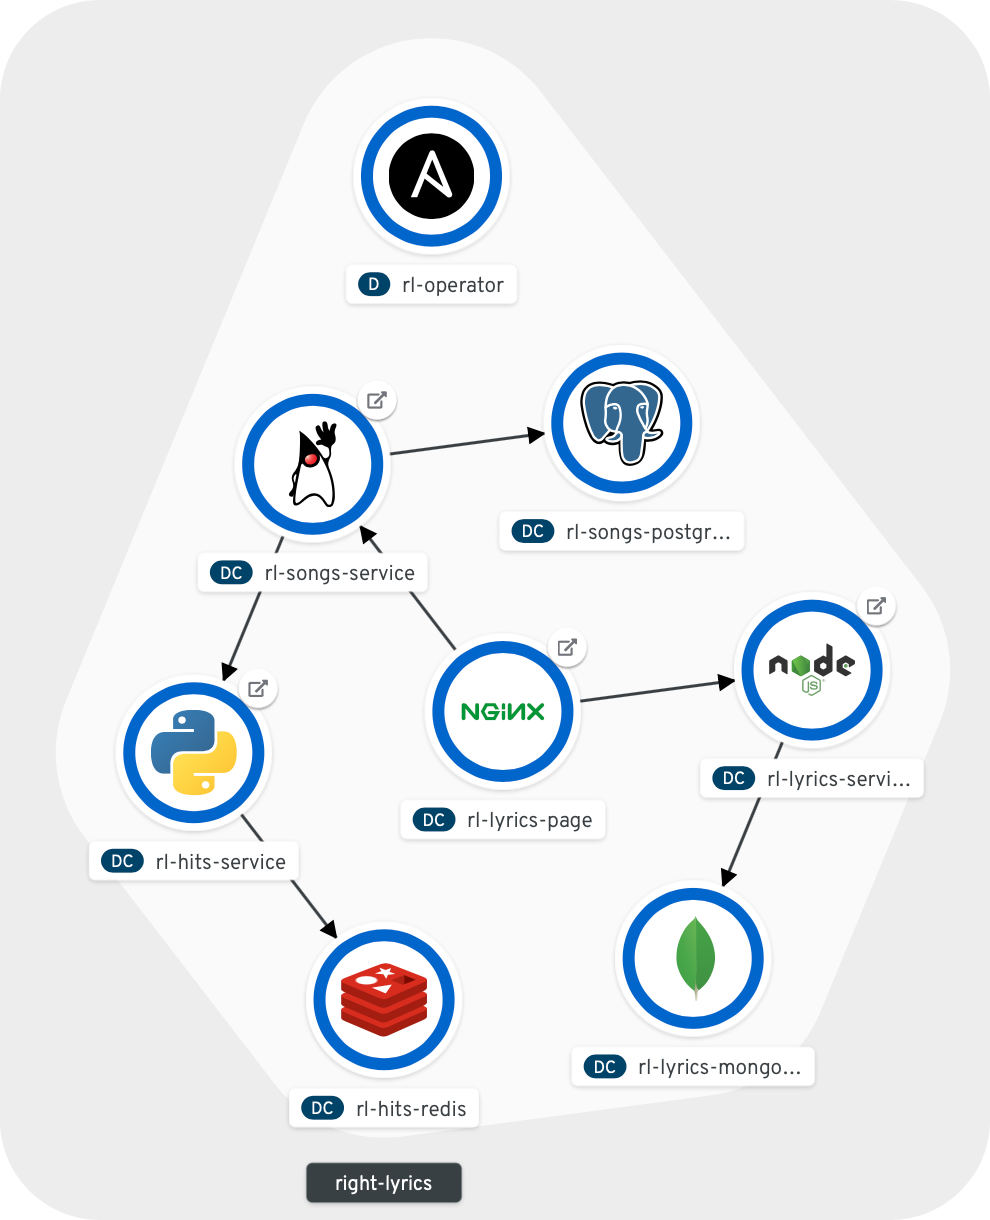 D rl-operator
DC rl-songs-postgr...
DC rl-songs-service
node
JS
NGINX
DC rl-lyrics-servi...
DC rl-lyrics-page
DC rl-hits-service
DC rl-lyrics-mongo...
DC rl-hits-redis
right-lyrics